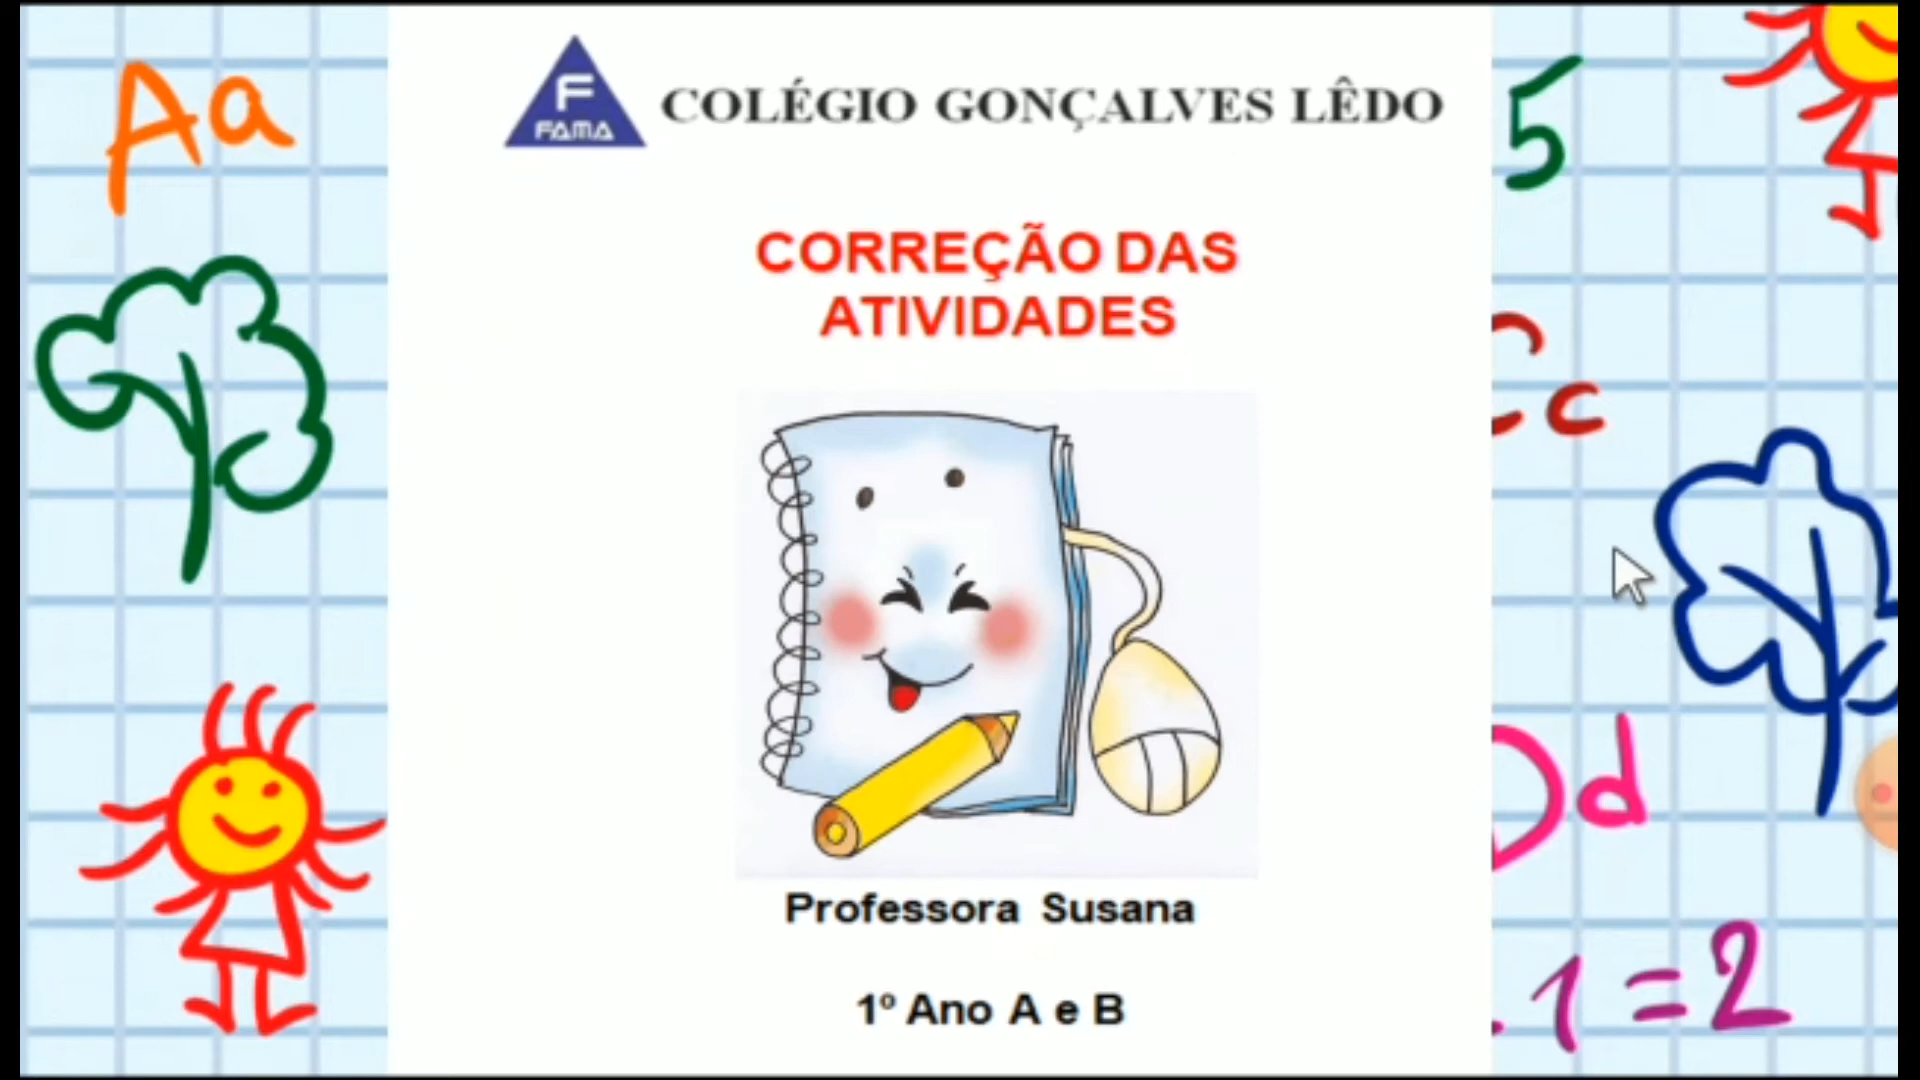 Aa
F
FAMA
COLÉGIO GONÇALVES LÊDO
5
CORREÇÃO DAS
ATIVIDADES
Cc
Dd
Professora Susana
1 = 2
1º Ano A e B